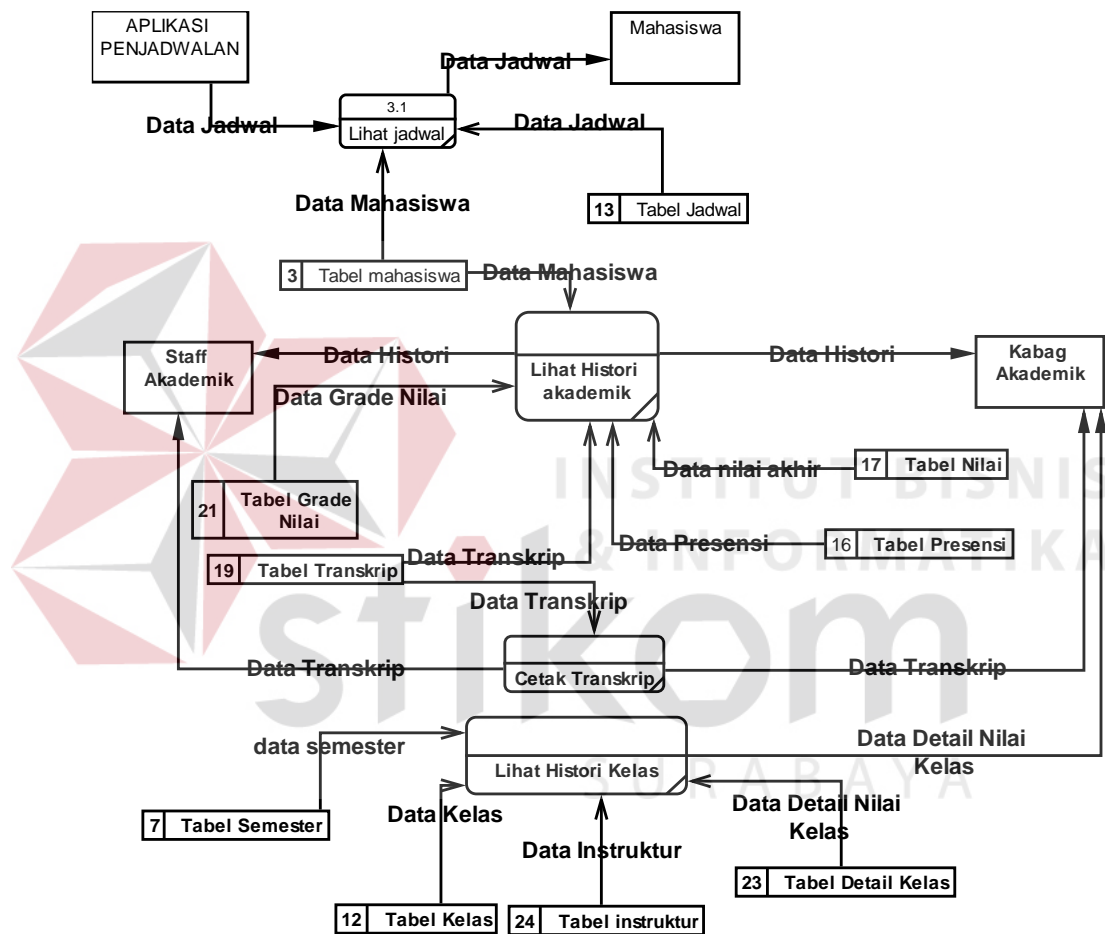 APLIKASI
PENJADWALAN
Mahasiswa
Data Jadwal
3.1
Lihat jadwal
Data Jadwal
Data Jadwal
Data Mahasiswa
13 Tabel Jadwal
3 Tabel mahasiswa
Data Mahasiswa
Staff
Akademik
Data Histori
Lihat Histori
akademik
Data Histori
Kabag
Akademik
Data Grade Nilai
Data nilai akhir
17 Tabel Nilai
INSTITUT BISNIS
21 Tabel Grade
Nilai
Data Presensi
16 Tabel Presensi
& INFORMATIKA
19 Tabel Transkrip
Data Transkrip
Data Transkrip
stikom
Data Transkrip
Cetak Transkrip
Data Transkrip
data semester
Lihat Histori Kelas
Data Detail Nilai
Kelas
SURABAYA
7 Tabel Semester
Data Kelas
Data Instruktur
Data Detail Nilai
Kelas
23 Tabel Detail Kelas
12 Tabel Kelas
24 Tabel instruktur